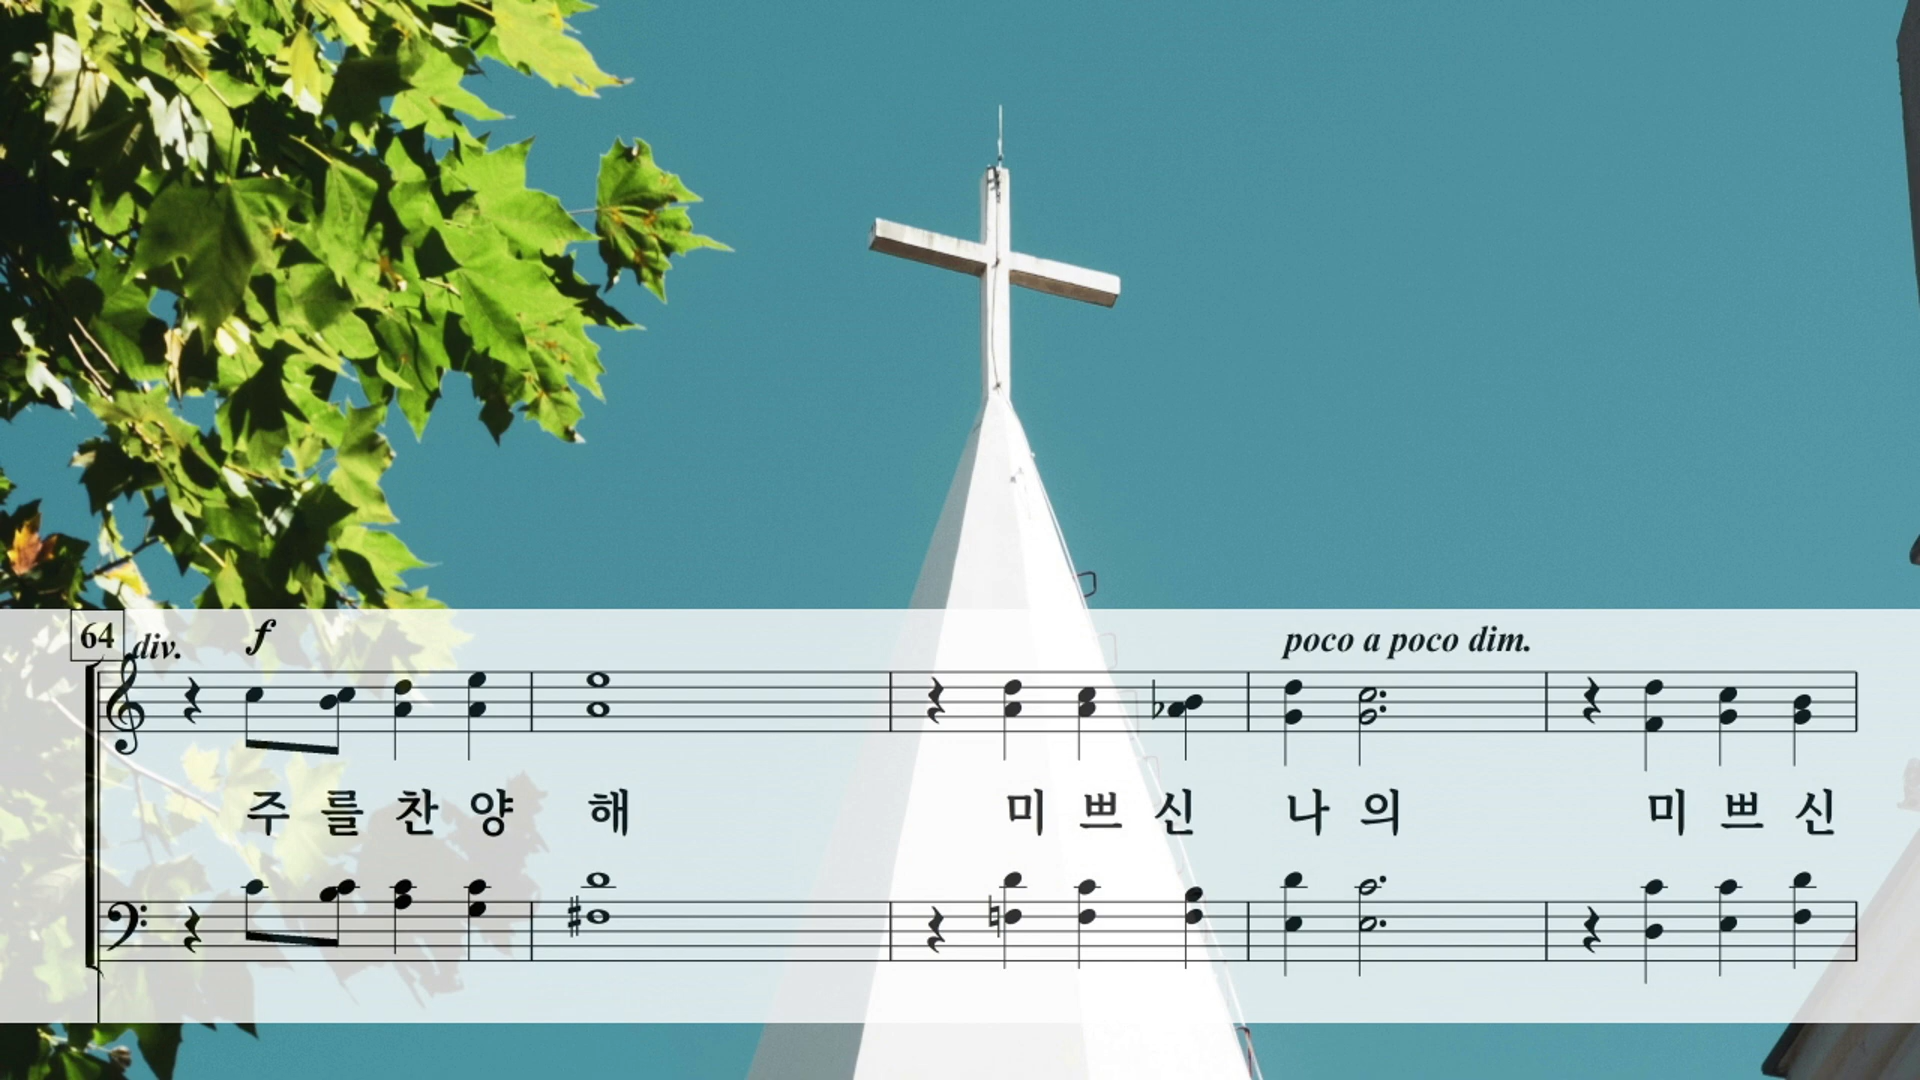 64 div. f poco a poco dim.
주 를 찬 양 해 미 쁘 신 나 의 미 쁘 신